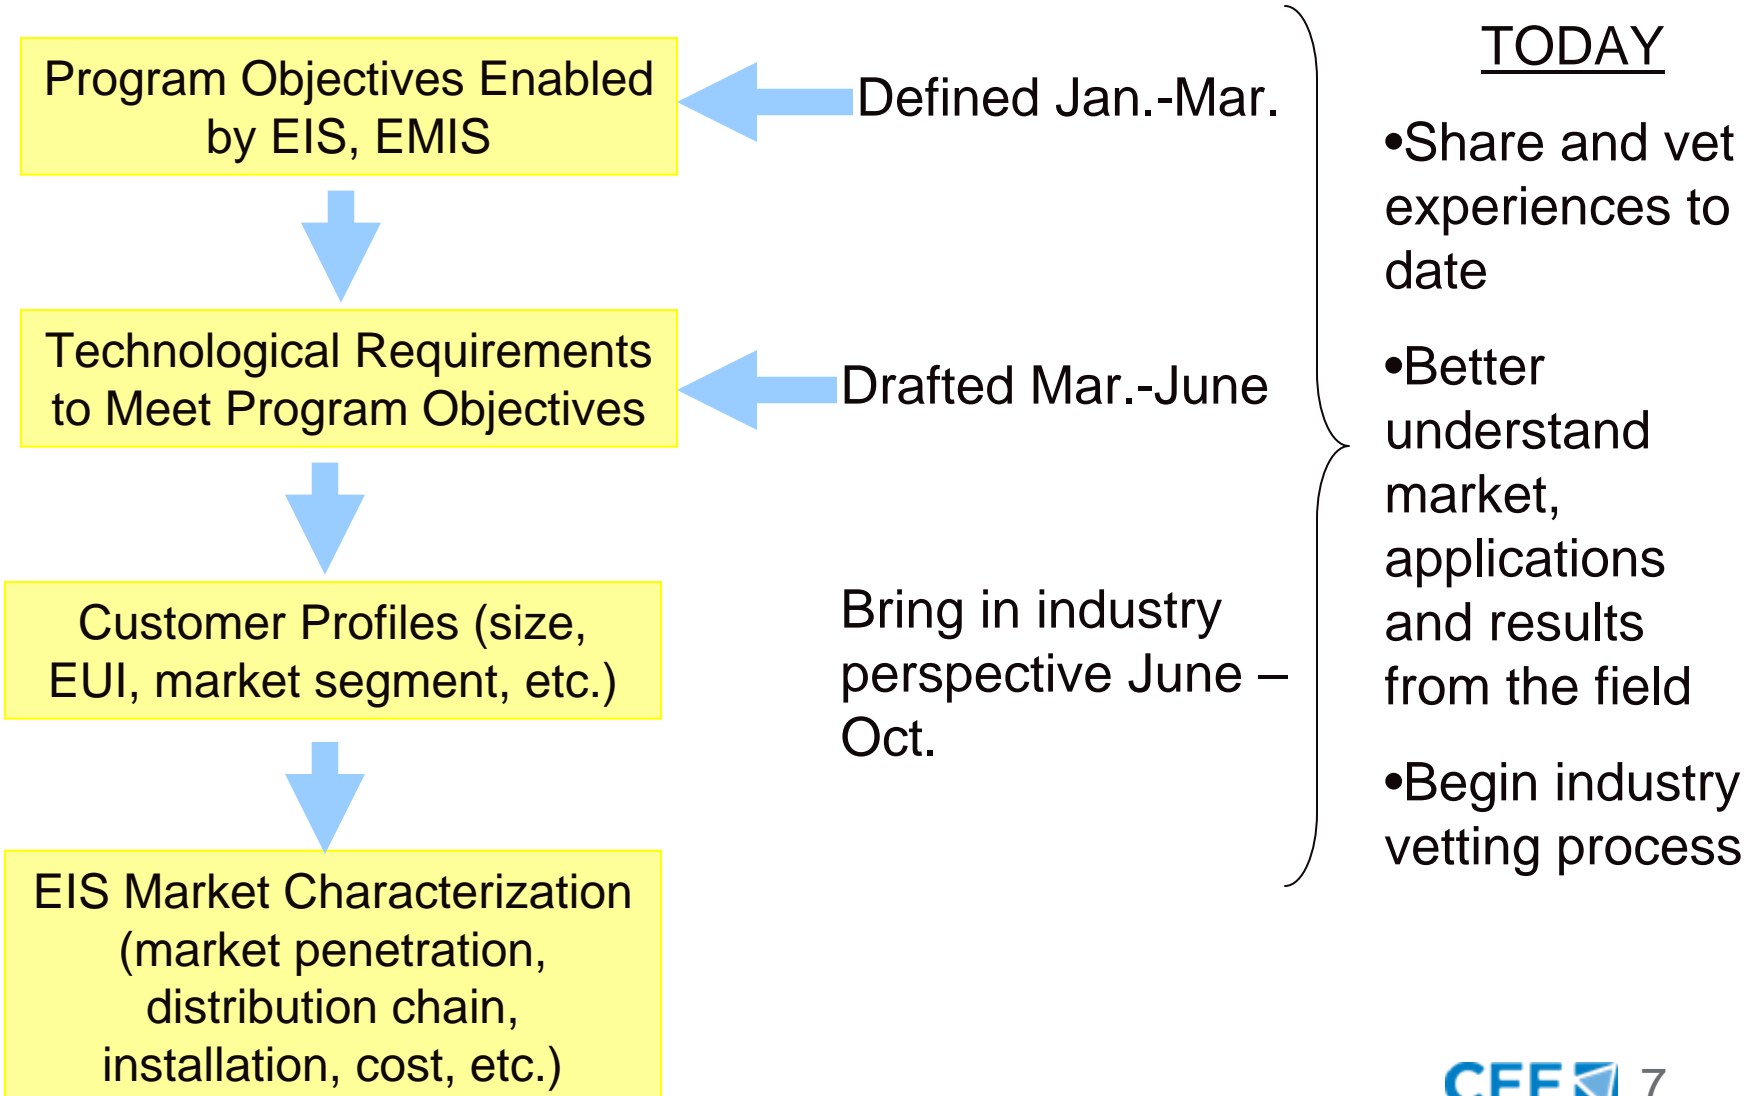 Program Objectives Enabled
by EIS, EMIS
Defined Jan.-Mar.
Technological Requirements
to Meet Program Objectives
Drafted Mar.-June
Customer Profiles (size,
EUI, market segment, etc.)
Bring in industry
perspective June –
Oct.
EIS Market Characterization
(market penetration,
distribution chain,
installation, cost, etc.)
TODAY
•Share and vet
experiences to
date
•Better
understand
market,
applications
and results
from the field
•Begin industry
vetting process
CEE 7